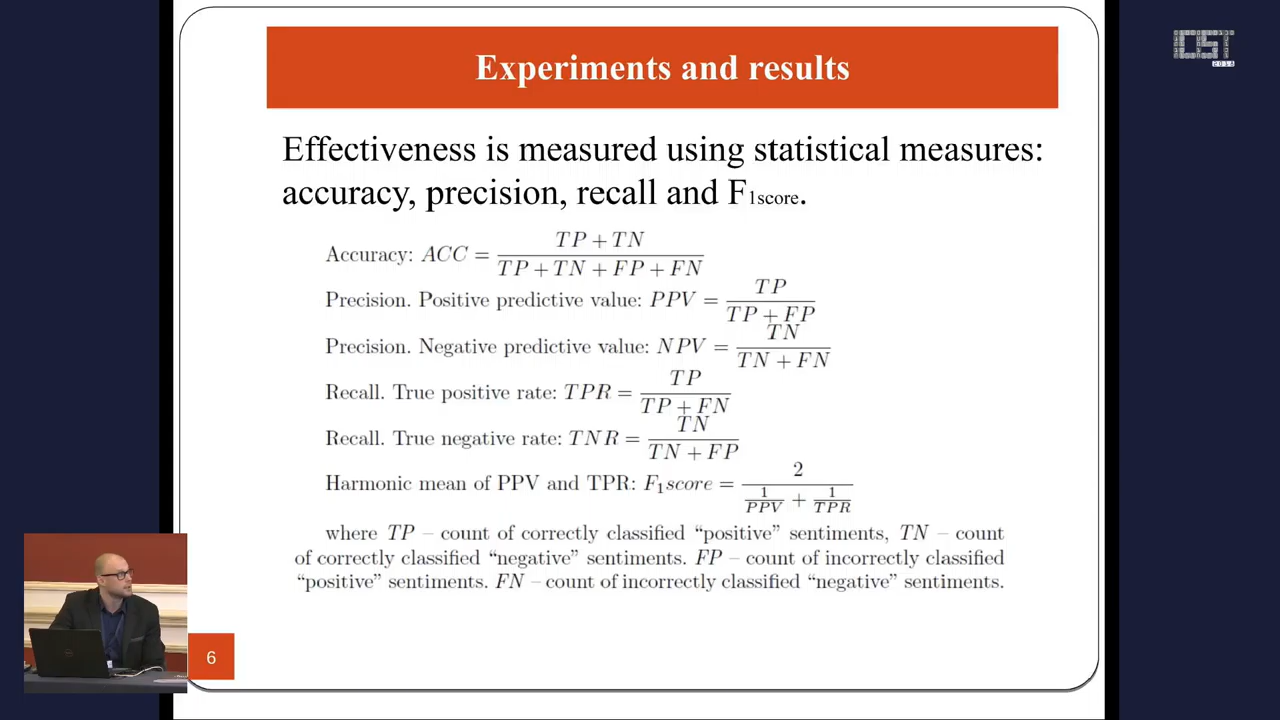 Experiments and results
Effectiveness is measured using statistical measures:
accuracy, precision, recall and F1score.
Accuracy: ACC = TP + TN / TP + TN + FP + FN
Precision. Positive predictive value: PPV = TP / TP + FP
Precision. Negative predictive value: NPV = TN / TN + FN
Recall. True positive rate: TPR = TP / TP + FN
Recall. True negative rate: TNR = TN / TN + FP
Harmonic mean of PPV and TPR: F1score = 2 / 1/PPV + 1/TPR
where TP – count of correctly classified “positive” sentiments, TN – count
of correctly classified “negative” sentiments. FP – count of incorrectly classified
“positive” sentiments. FN – count of incorrectly classified “negative” sentiments.
6
2018